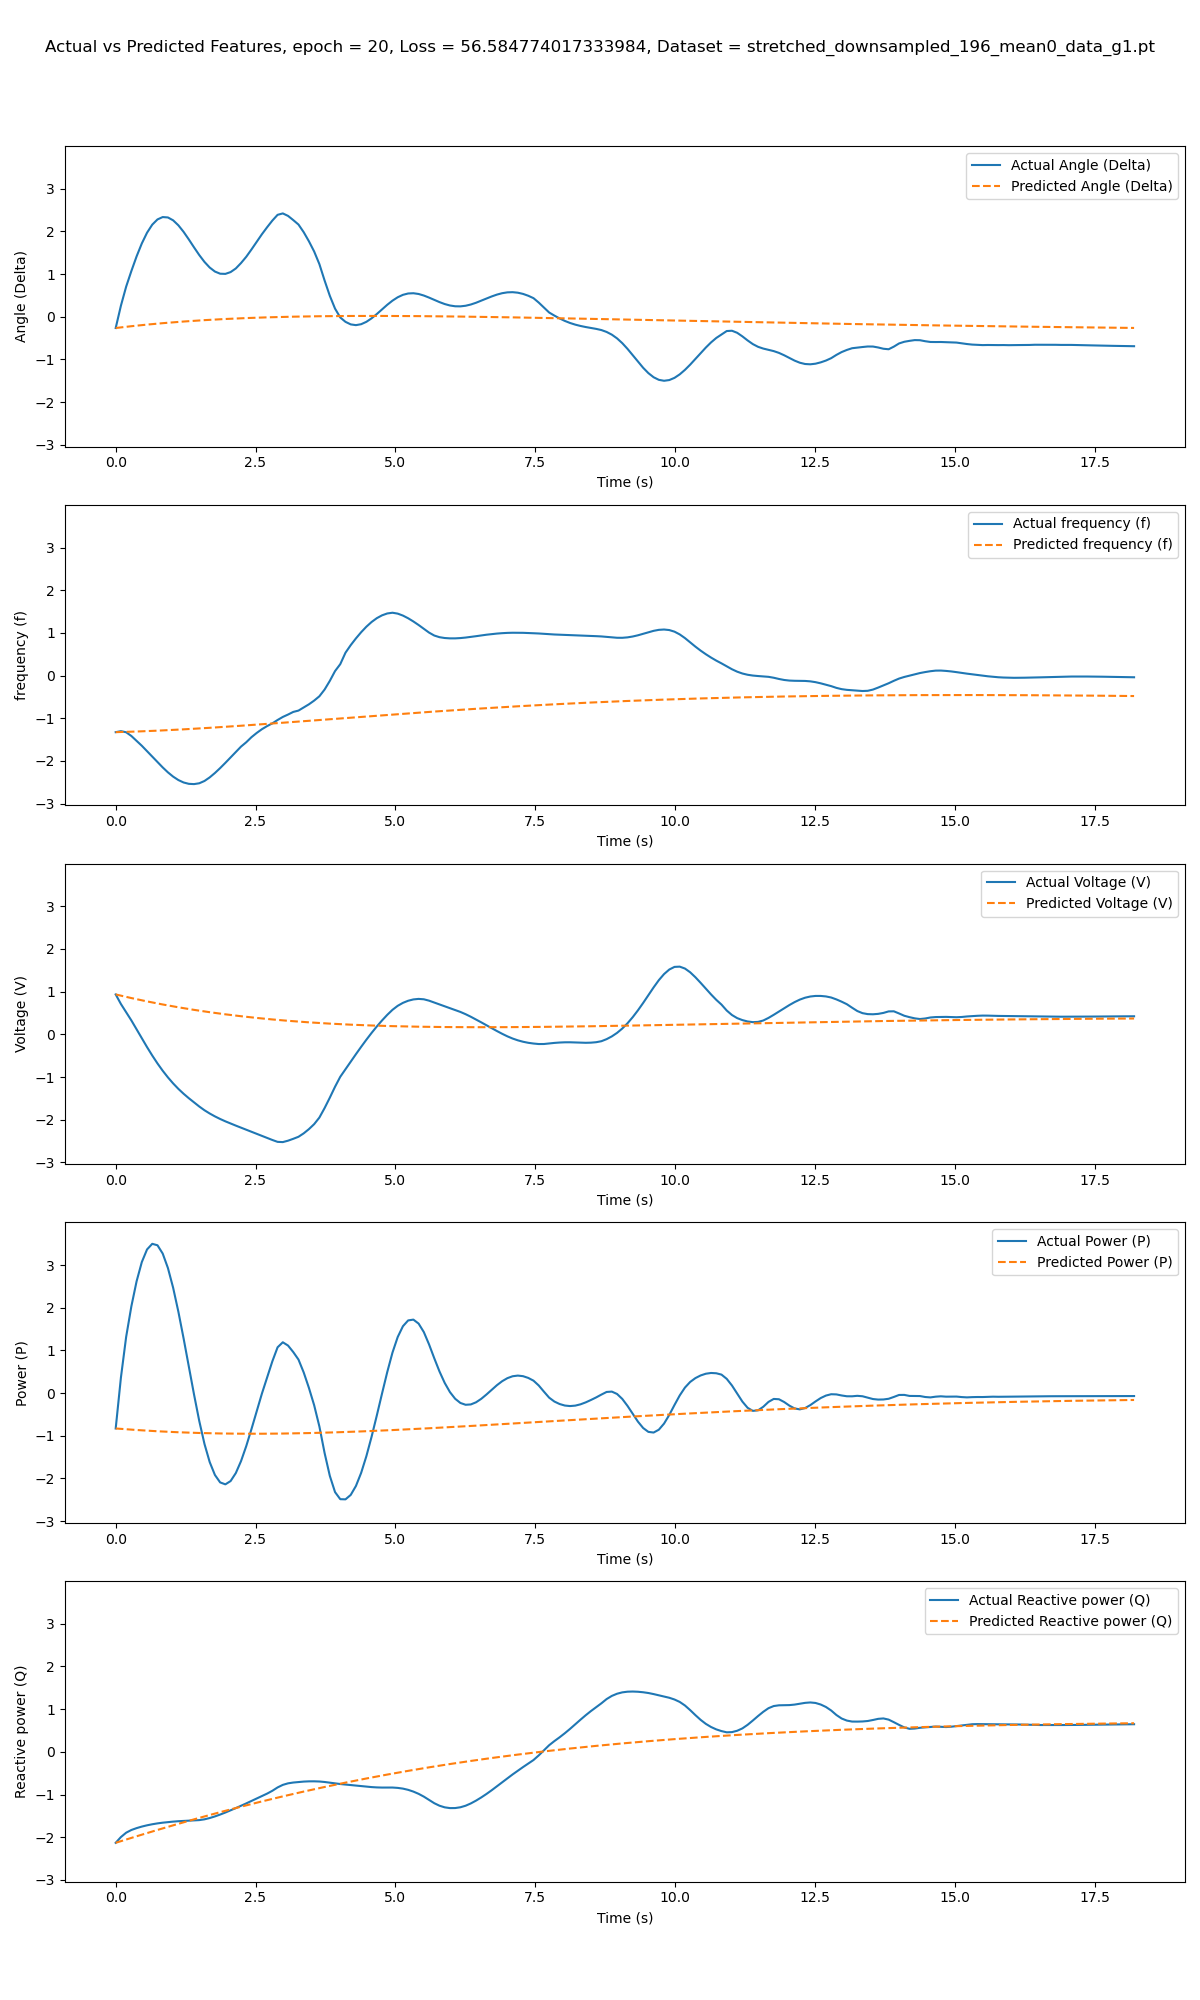 Actual vs Predicted Features, epoch = 20, Loss = 56.584774017333984, Dataset = stretched_downsampled_196_mean0_data_g1.pt
Actual Angle (Delta)
Predicted Angle (Delta)
Angle (Delta)
3
2
1
0
−1
−2
−3
0.0 2.5 5.0 7.5 10.0 12.5 15.0 17.5
Time (s)
Actual frequency (f)
Predicted frequency (f)
frequency (f)
3
2
1
0
−1
−2
−3
0.0 2.5 5.0 7.5 10.0 12.5 15.0 17.5
Time (s)
Actual Voltage (V)
Predicted Voltage (V)
Voltage (V)
3
2
1
0
−1
−2
−3
0.0 2.5 5.0 7.5 10.0 12.5 15.0 17.5
Time (s)
Actual Power (P)
Predicted Power (P)
Power (P)
3
2
1
0
−1
−2
−3
0.0 2.5 5.0 7.5 10.0 12.5 15.0 17.5
Time (s)
Actual Reactive power (Q)
Predicted Reactive power (Q)
Reactive power (Q)
3
2
1
0
−1
−2
−3
0.0 2.5 5.0 7.5 10.0 12.5 15.0 17.5
Time (s)